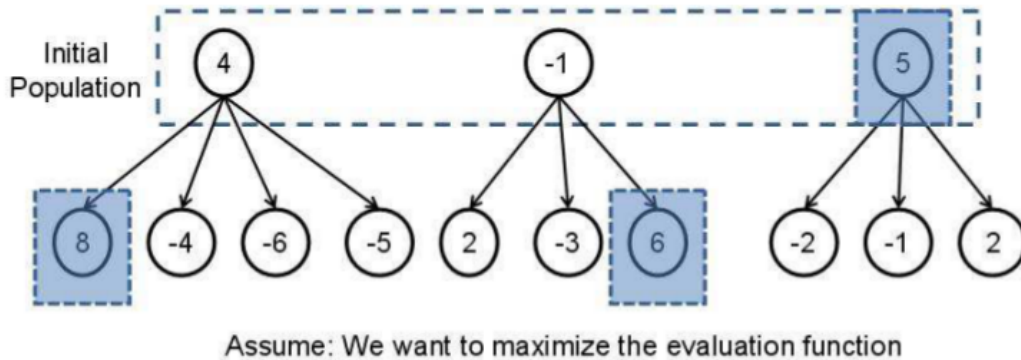 Initial
Population
4 -1 5
8 -4 -6 -5 2 -3 6 -2 -1 2
Assume: We want to maximize the evaluation function